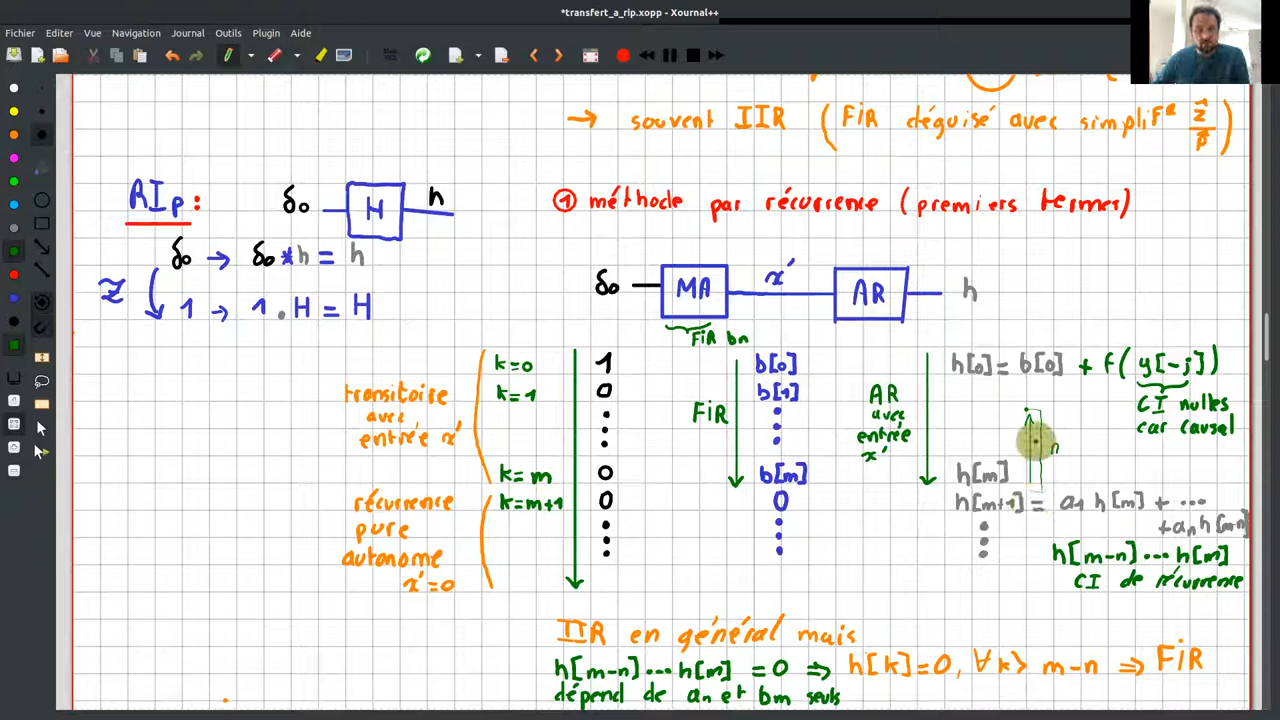 *transfert_a_rip.xopp - Xournal++
Fichier Editer Vue Navigation Journal Outils Plugin Aide
→ souvent IIR (FiR déguisé avec simplif° ẑ/p̂)
RIp:
δ0 H h
δ0 → δ0 * h = h
Z 1 → 1 . H = H
① méthode par récurrence (premiers termes)
δ0 MA x' AR h
FiR bn
transitoire
avec
entrée x'
récurrence
pure
autonome
x'=0
k=0 1
k=1 0
k=m 0
k=m+1 0
FiR
b[0]
b[1]
b[m]
0
AR
avec
entrée
x'
h[0] = b[0] + f(y[-j])
CI nulles
car causal
n
h[m]
h[m+1] = a1 h[m] + ...
+an h[m-n]
h[m-n] ... h[m]
CI de récurrence
IIR en général mais
h[m-n] ... h[m] = 0 ⇒ h[k]=0, ∀k> m-n ⇒ FiR
dépend de an et bm seuls